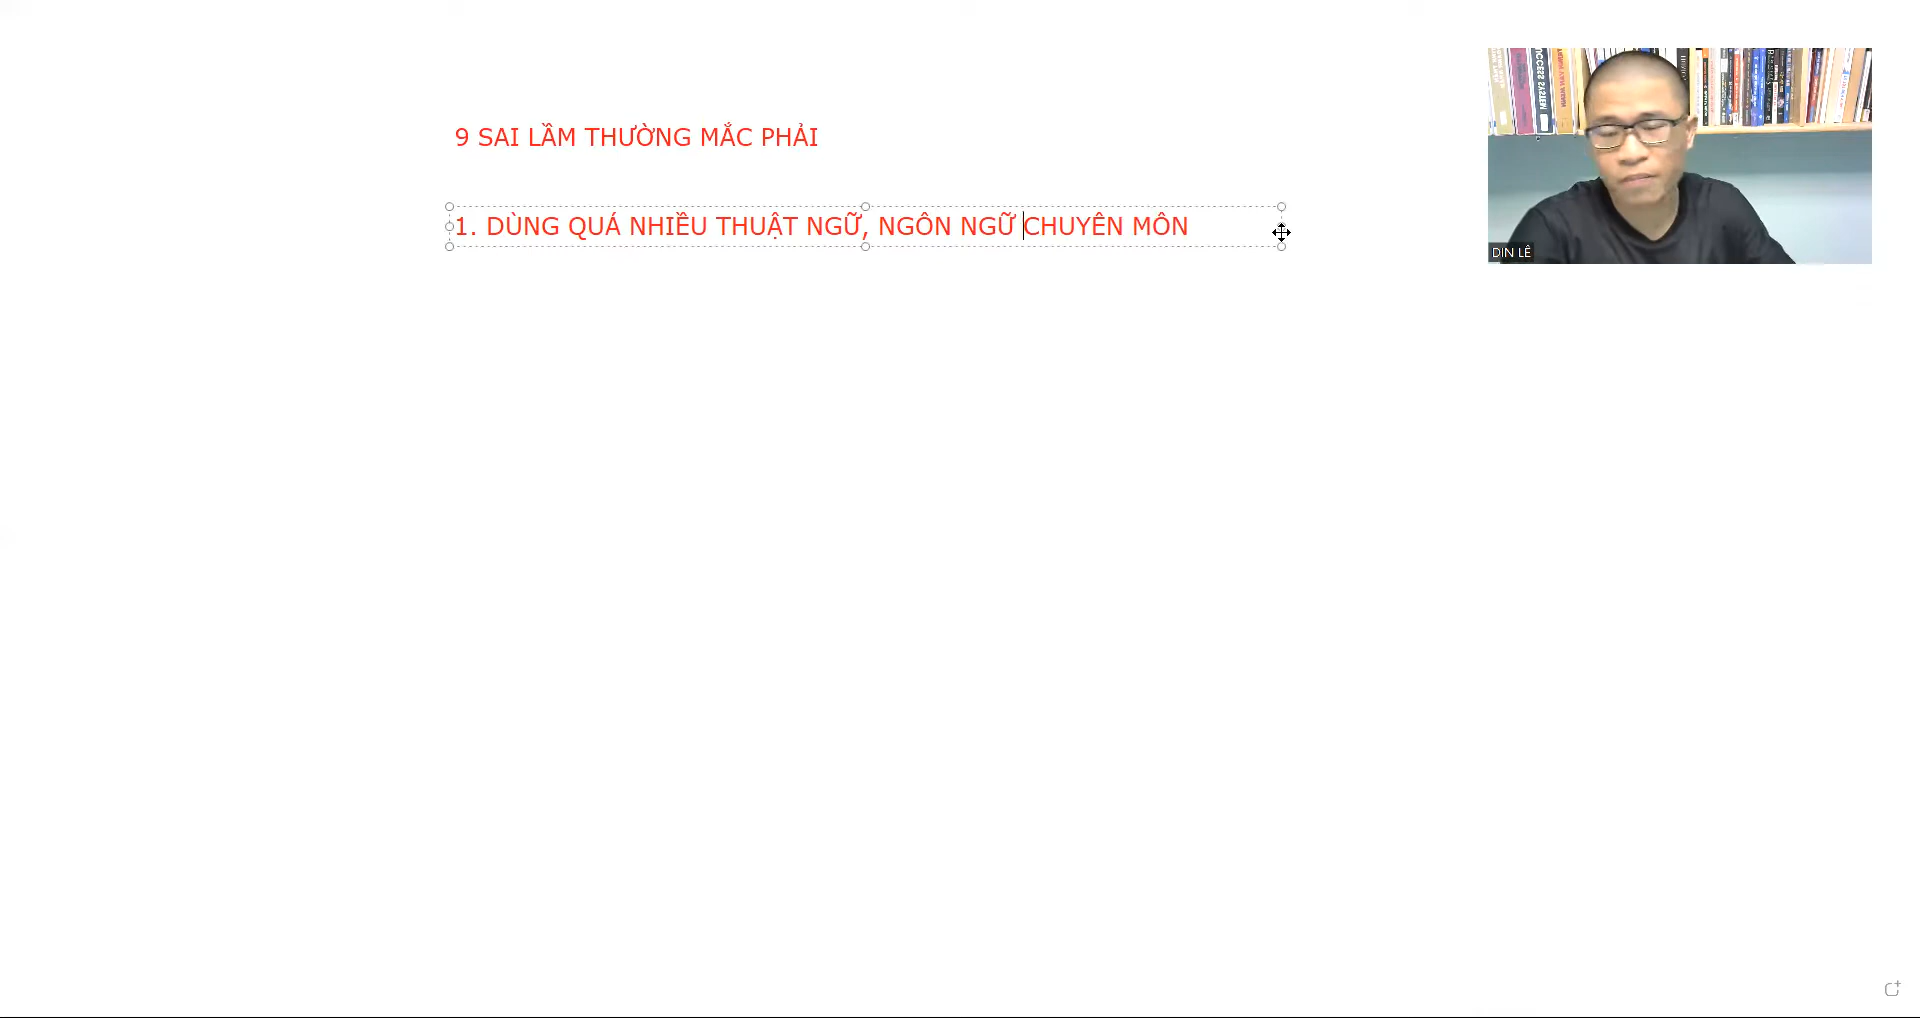 9 SAI LẦM THƯỜNG MẮC PHẢI
1. DÙNG QUÁ NHIỀU THUẬT NGỮ, NGÔN NGỮ CHUYÊN MÔN
DIN LÊ